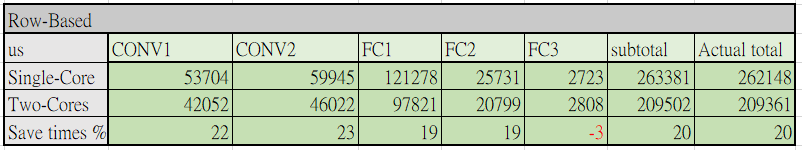 Row-Based
us CONV1 CONV2 FC1 FC2 FC3 subtotal Actual total
Single-Core 53704 59945 121278 25731 2723 263381 262148
Two-Cores 42052 46022 97821 20799 2808 209502 209361
Save times % 22 23 19 19 -3 20 20